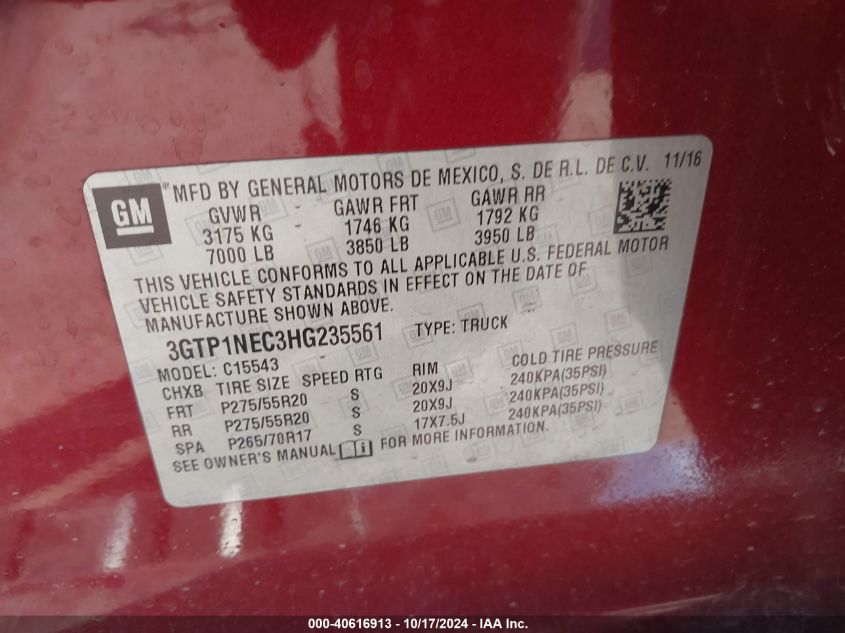 GM
® MFD BY GENERAL MOTORS DE MEXICO, S. DE R.L. DE C.V. 11/16
GVWR GAWR FRT GAWR RR
3175 KG 1746 KG 1792 KG
7000 LB 3850 LB 3950 LB
THIS VEHICLE CONFORMS TO ALL APPLICABLE U.S. FEDERAL MOTOR
VEHICLE SAFETY STANDARDS IN EFFECT ON THE DATE OF
MANUFACTURE SHOWN ABOVE.
3GTP1NEC3HG235561 TYPE: TRUCK
MODEL: C15543
CHXB TIRE SIZE SPEED RTG RIM COLD TIRE PRESSURE
FRT P275/55R20 S 20X9J 240KPA(35PSI)
RR P275/55R20 S 20X9J 240KPA(35PSI)
SPA P265/70R17 S 17X7.5J 240KPA(35PSI)
SEE OWNER'S MANUAL FOR MORE INFORMATION.
000-40616913 - 10/17/2024 - IAA Inc.